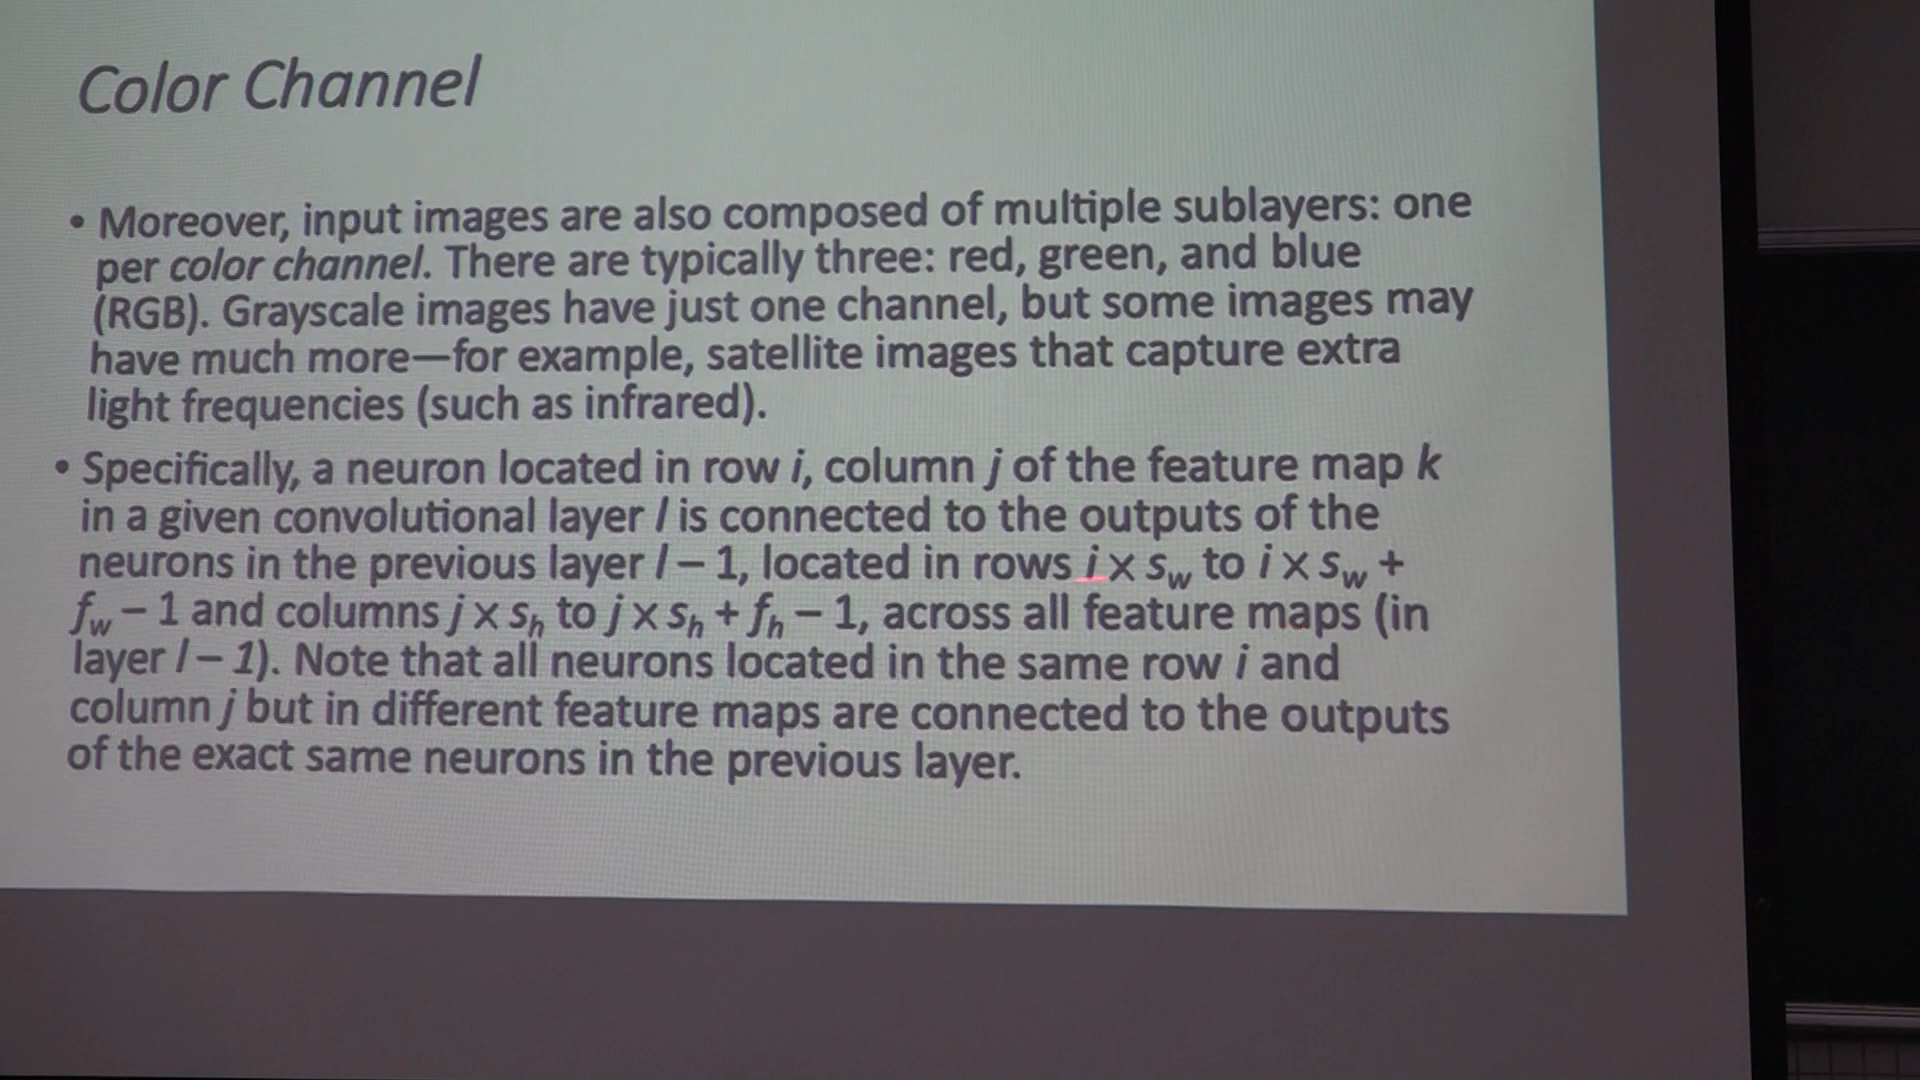 Color Channel
• Moreover, input images are also composed of multiple sublayers: one
per color channel. There are typically three: red, green, and blue
(RGB). Grayscale images have just one channel, but some images may
have much more—for example, satellite images that capture extra
light frequencies (such as infrared).
• Specifically, a neuron located in row i, column j of the feature map k
in a given convolutional layer l is connected to the outputs of the
neurons in the previous layer l – 1, located in rows i × sw to i × sw +
fw – 1 and columns j × sh to j × sh + fh – 1, across all feature maps (in
layer l – 1). Note that all neurons located in the same row i and
column j but in different feature maps are connected to the outputs
of the exact same neurons in the previous layer.